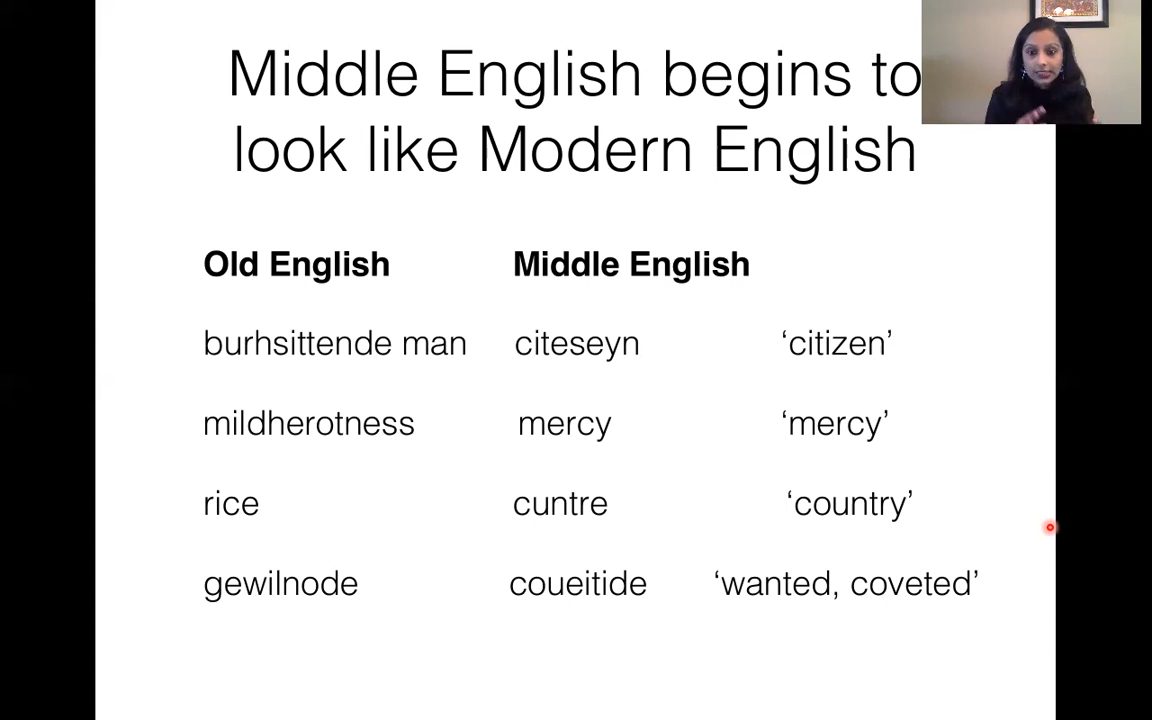 Middle English begins to
look like Modern English
Old English Middle English
burhsittende man citeseyn ‘citizen’
mildherotness mercy ‘mercy’
rice cuntre ‘country’
gewilnode coueitide ‘wanted, coveted’